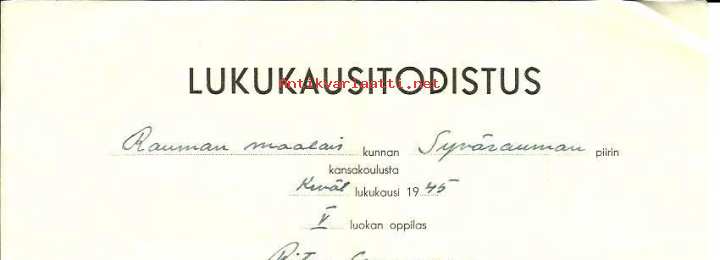 LUKUKAUSITODISTUS
Antikvariaatti.net
Rauman maalais kunnan Syvärauman piirin
kansakoulusta
Kevät lukukausi 1945
V luokan oppilas